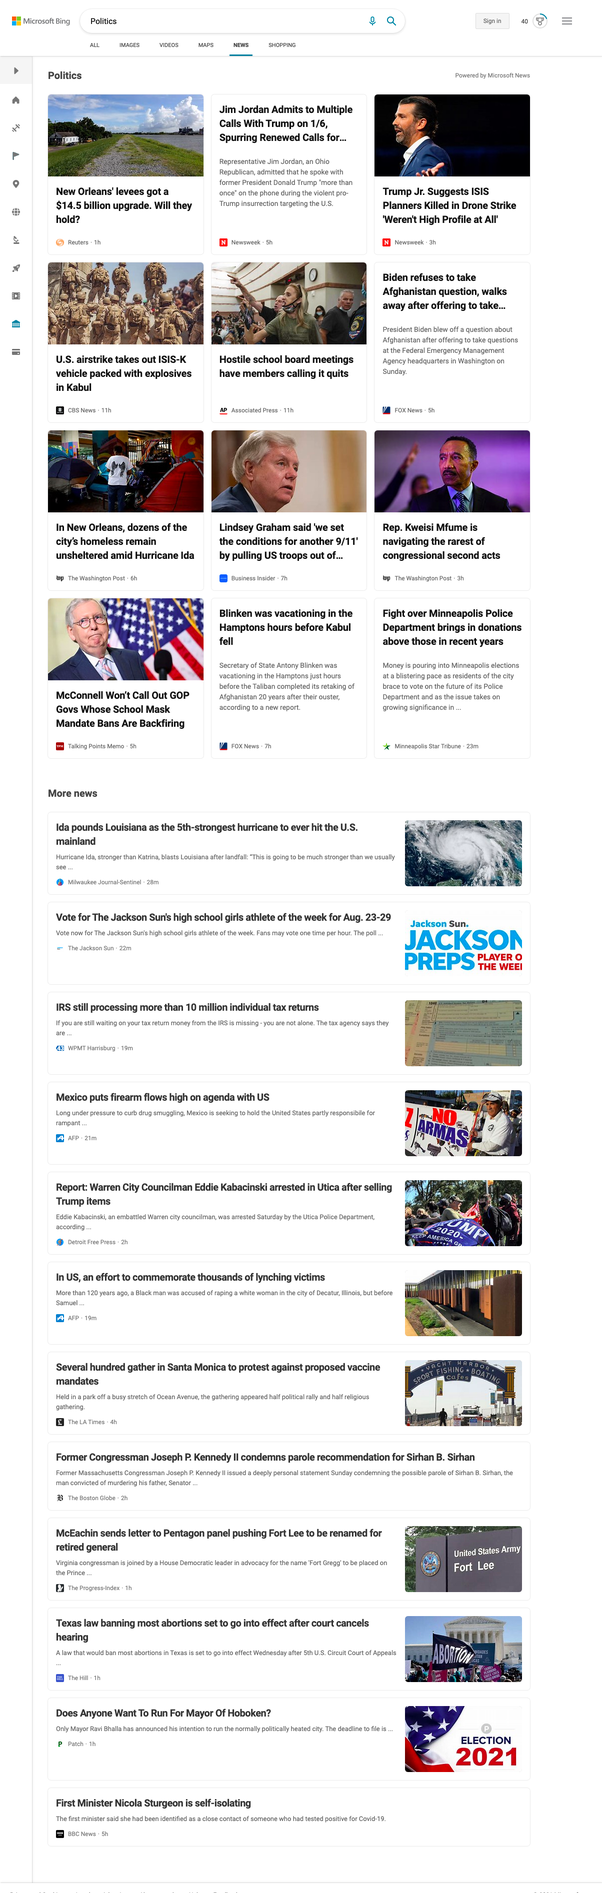 Microsoft Bing
Politics
Sign in
40
ALL
IMAGES
VIDEOS
MAPS
NEWS
SHOPPING
Politics
Powered by Microsoft News
New Orleans' levees got a
$14.5 billion upgrade. Will they
hold?
Reuters · 1h
Jim Jordan Admits to Multiple
Calls With Trump on 1/6,
Spurring Renewed Calls for...
Representative Jim Jordan, an Ohio
Republican, admitted that he spoke with
former President Donald Trump "more than
once" on the phone during the violent pro-
Trump insurrection targeting the U.S.
Newsweek · 5h
Trump Jr. Suggests ISIS
Planners Killed in Drone Strike
'Weren't High Profile at All'
Newsweek · 3h
U.S. airstrike takes out ISIS-K
vehicle packed with explosives
in Kabul
CBS News · 11h
Hostile school board meetings
have members calling it quits
AP
Associated Press · 11h
Biden refuses to take
Afghanistan question, walks
away after offering to take...
President Biden blew off a question about
Afghanistan after offering to take questions
at the Federal Emergency Management
Agency headquarters in Washington on
Sunday.
FOX News · 5h
In New Orleans, dozens of the
city's homeless remain
unsheltered amid Hurricane Ida
wp
The Washington Post · 6h
Lindsey Graham said 'we set
the conditions for another 9/11'
by pulling US troops out of...
Business Insider · 7h
Rep. Kweisi Mfume is
navigating the rarest of
congressional second acts
wp
The Washington Post · 3h
McConnell Won't Call Out GOP
Govs Whose School Mask
Mandate Bans Are Backfiring
Talking Points Memo · 5h
Blinken was vacationing in the
Hamptons hours before Kabul
fell
Secretary of State Antony Blinken was
vacationing in the Hamptons just hours
before the Taliban completed its retaking of
Afghanistan 20 years after their ouster,
according to a new report.
FOX News · 7h
Fight over Minneapolis Police
Department brings in donations
above those in recent years
Money is pouring into Minneapolis elections
at a blistering pace as residents of the city
brace to vote on the future of its Police
Department and as the issue takes on
growing significance in ...
Minneapolis Star Tribune · 23m
More news
Ida pounds Louisiana as the 5th-strongest hurricane to ever hit the U.S.
mainland
Hurricane Ida, stronger than Katrina, blasts Louisiana after landfall: "This is going to be much stronger than we usually
see ...
Milwaukee Journal-Sentinel · 28m
Vote for The Jackson Sun's high school girls athlete of the week for Aug. 23-29
Vote now for The Jackson Sun's high school girls athlete of the week. Fans may vote one time per hour. The poll ...
The Jackson Sun · 22m
Jackson Sun.
JACKSON
PREPS PLAYER O
THE WEE
IRS still processing more than 10 million individual tax returns
If you are still waiting on your tax return money from the IRS is missing - you are not alone. The tax agency says they
are ...
WPMT Harrisburg · 19m
Mexico puts firearm flows high on agenda with US
Long under pressure to curb drug smuggling, Mexico is seeking to hold the United States partly responsibile for
rampant ...
AFP · 21m
NO
ARMAS
Report: Warren City Councilman Eddie Kabacinski arrested in Utica after selling
Trump items
Eddie Kabacinski, an embattled Warren city councilman, was arrested Saturday by the Utica Police Department,
according ...
Detroit Free Press · 2h
TRUMP
2020
KEEP AMERICA
In US, an effort to commemorate thousands of lynching victims
More than 120 years ago, a Black man was accused of raping a white woman in the city of Decatur, Illinois, but before
Samuel ...
AFP · 19m
Several hundred gather in Santa Monica to protest against proposed vaccine
mandates
Held in a park off a busy stretch of Ocean Avenue, the gathering appeared half political rally and half religious
gathering.
The LA Times · 4h
YACHT HARBOR
SPORT FISHING BOATING
Cafes
Former Congressman Joseph P. Kennedy II condemns parole recommendation for Sirhan B. Sirhan
Former Massachusetts Congressman Joseph P. Kennedy II issued a deeply personal statement Sunday condemning the possible parole of Sirhan B. Sirhan, the
man convicted of murdering his father, Senator ...
The Boston Globe · 2h
McEachin sends letter to Pentagon panel pushing Fort Lee to be renamed for
retired general
Virginia congressman is joined by a House Democratic leader in advocacy for the name 'Fort Gregg' to be placed on
the Prince ...
The Progress-Index · 1h
United States Army
Fort Lee
Texas law banning most abortions set to go into effect after court cancels
hearing
A law that would ban most abortions in Texas is set to go into effect Wednesday after 5th U.S. Circuit Court of Appeals
...
The Hill · 1h
ABORTION
Does Anyone Want To Run For Mayor Of Hoboken?
Only Mayor Ravi Bhalla has announced his intention to run the normally politically heated city. The deadline to file is ...
Patch · 1h
ELECTION
2021
First Minister Nicola Sturgeon is self-isolating
The first minister said she had been identified as a close contact of someone who had tested positive for Covid-19.
BBC News · 5h